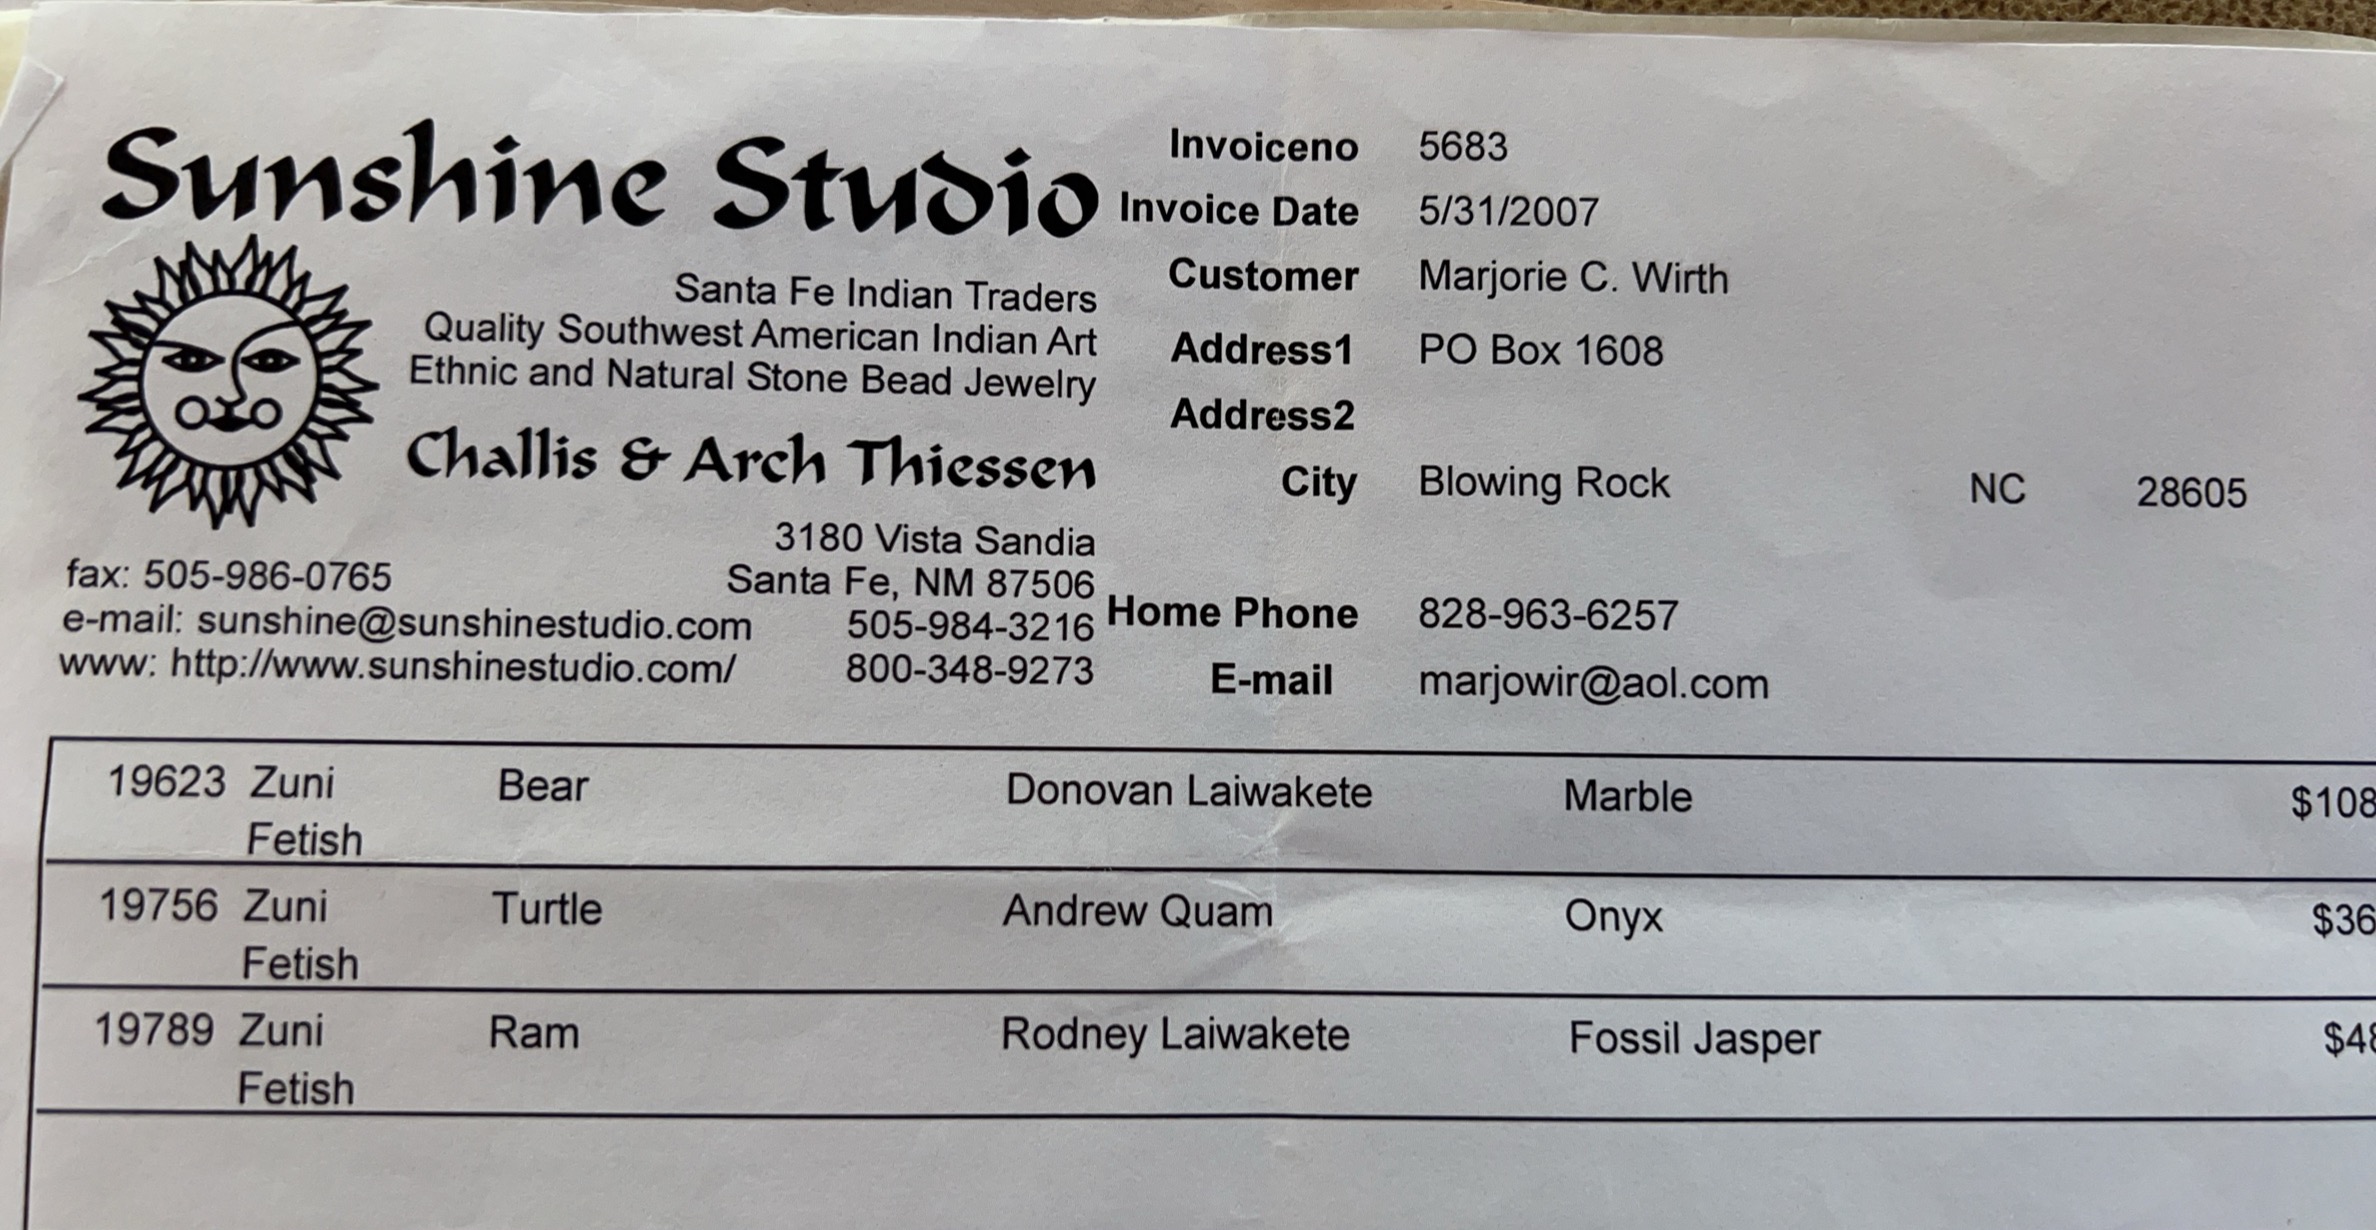 Sunshine Studio
Santa Fe Indian Traders
Quality Southwest American Indian Art
Ethnic and Natural Stone Bead Jewelry
Challis & Arch Thiessen
3180 Vista Sandia
Santa Fe, NM 87506
fax: 505-986-0765
e-mail: sunshine@sunshinestudio.com 505-984-3216
www: http://www.sunshinestudio.com/ 800-348-9273
Invoiceno 5683
Invoice Date 5/31/2007
Customer Marjorie C. Wirth
Address1 PO Box 1608
Address2
City Blowing Rock NC 28605
Home Phone 828-963-6257
E-mail marjowir@aol.com
19623 Zuni Bear Donovan Laiwakete Marble $108
Fetish
19756 Zuni Turtle Andrew Quam Onyx $36
Fetish
19789 Zuni Ram Rodney Laiwakete Fossil Jasper $48
Fetish